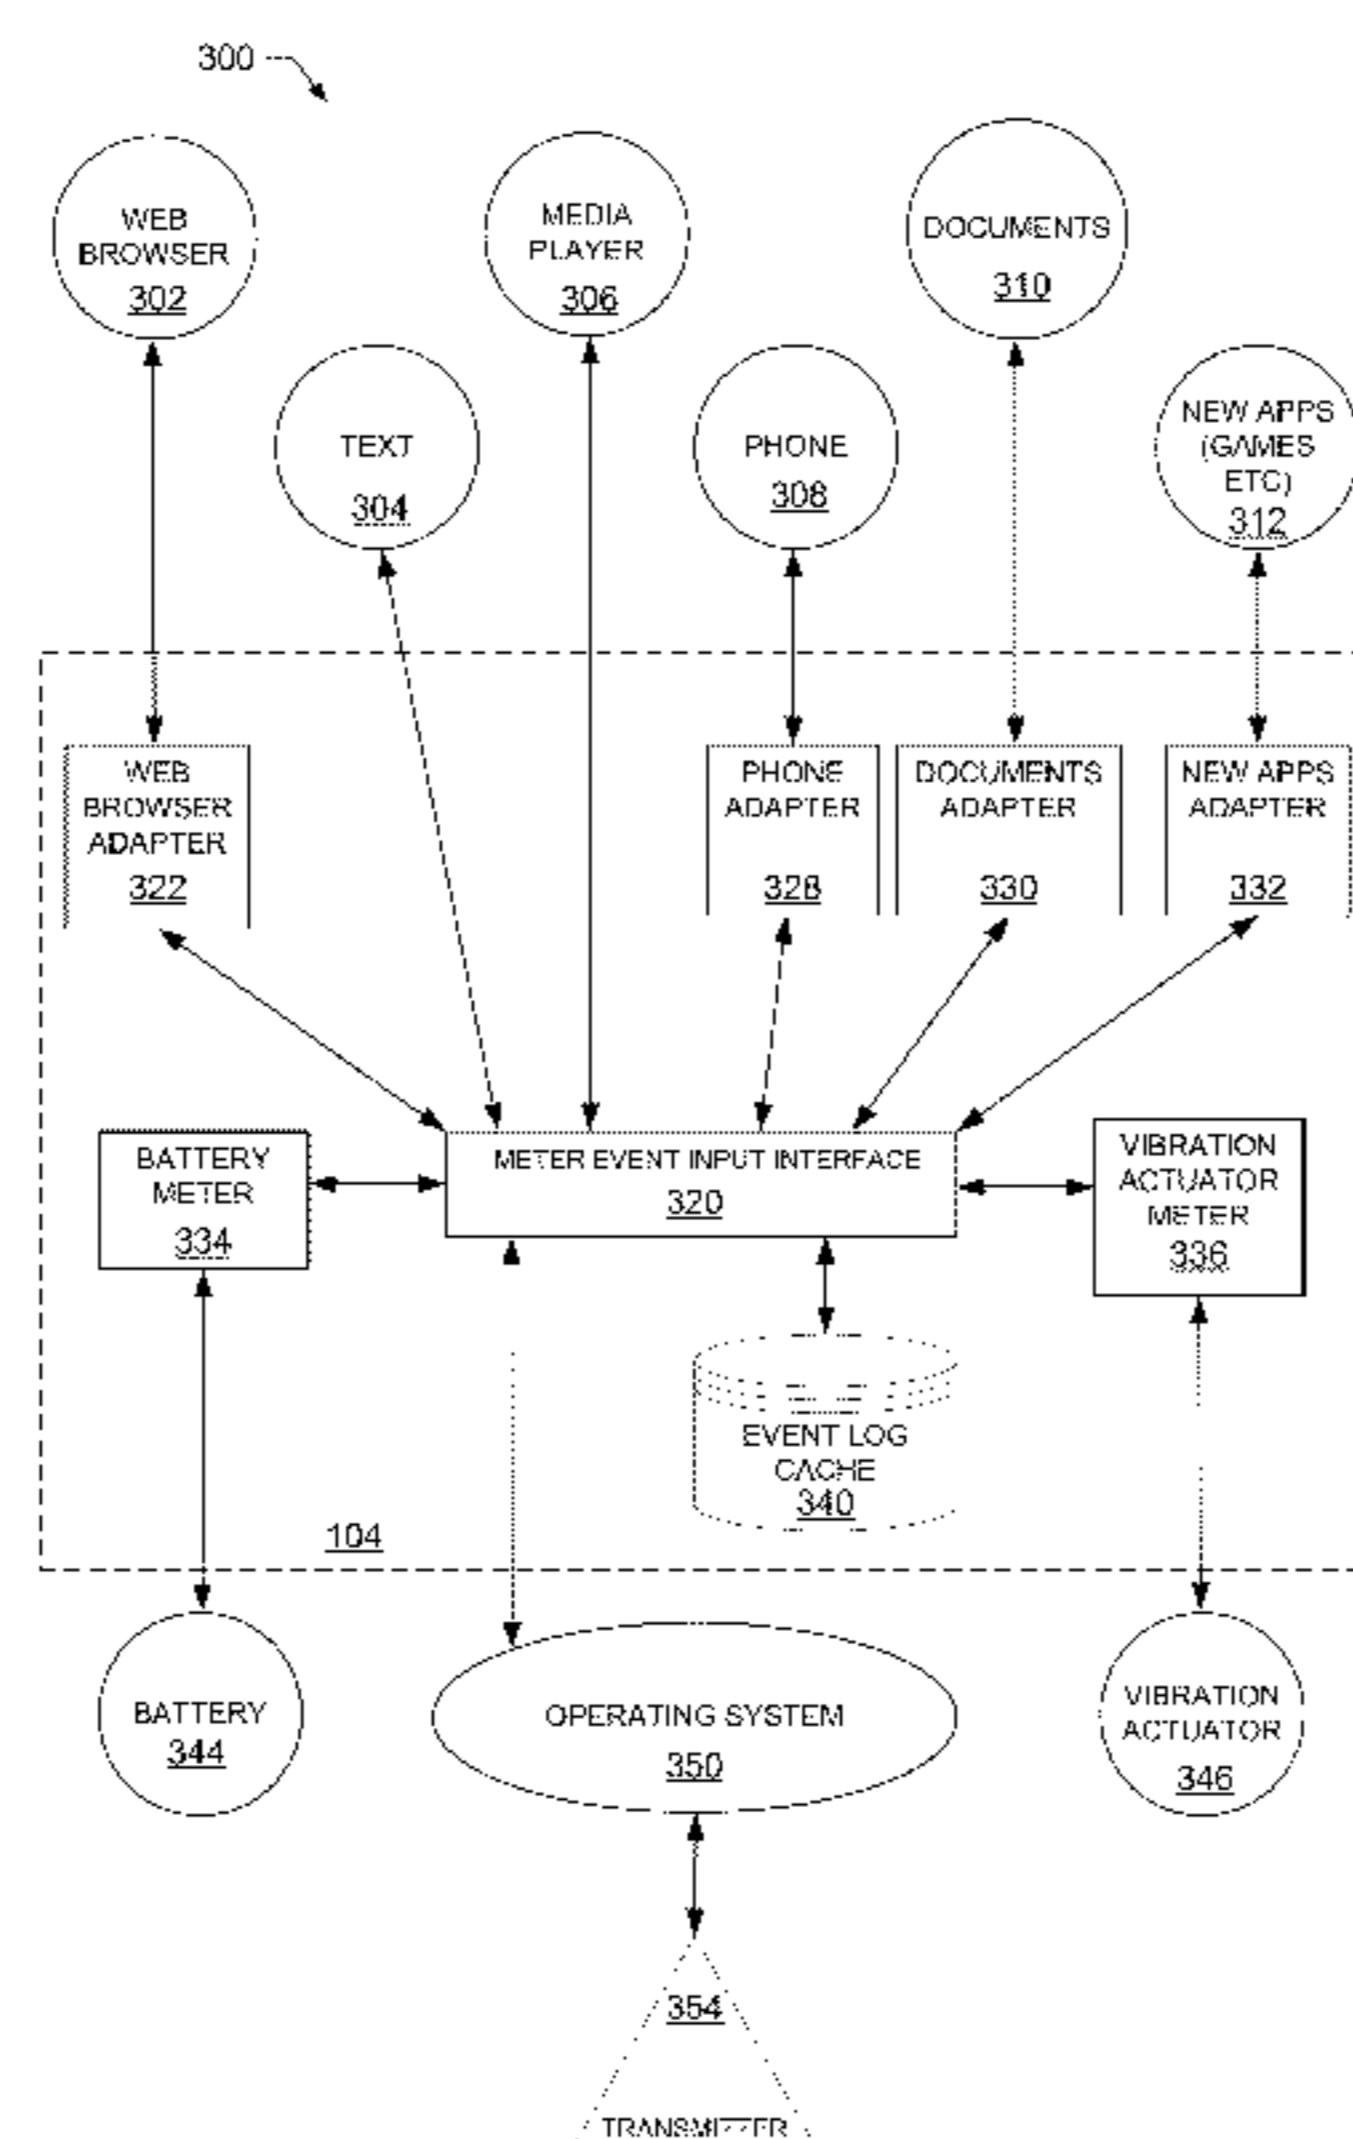 300
WEB
BROWSER
302
MEDIA
PLAYER
306
DOCUMENTS
310
TEXT
304
PHONE
308
NEW APPS
(GAMES
ETC)
312
WEB
BROWSER
ADAPTER
322
PHONE
ADAPTER
328
DOCUMENTS
ADAPTER
330
NEW APPS
ADAPTER
332
BATTERY
METER
334
METER EVENT INPUT INTERFACE
320
VIBRATION
ACTUATOR
METER
336
EVENT LOG
CACHE
340
104
BATTERY
344
OPERATING SYSTEM
350
VIBRATION
ACTUATOR
346
354